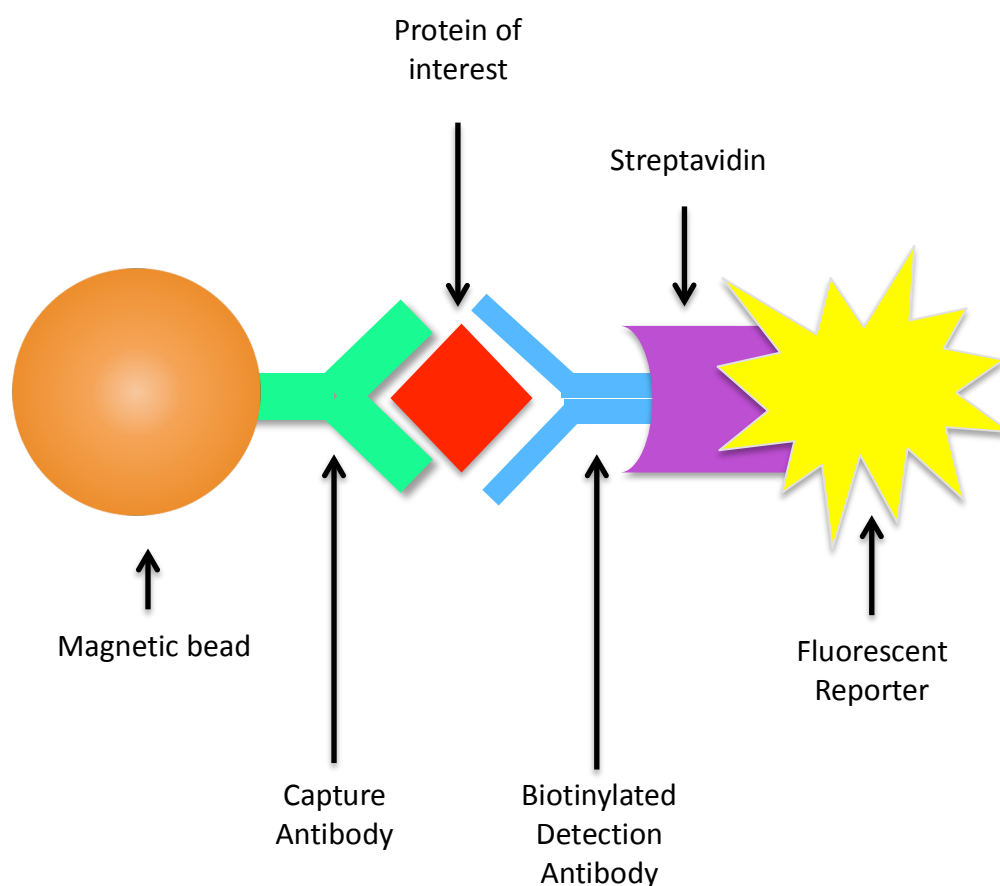 Protein of
interest
Streptavidin
Magnetic bead
Fluorescent
Reporter
Capture
Antibody
Biotinylated
Detection
Antibody